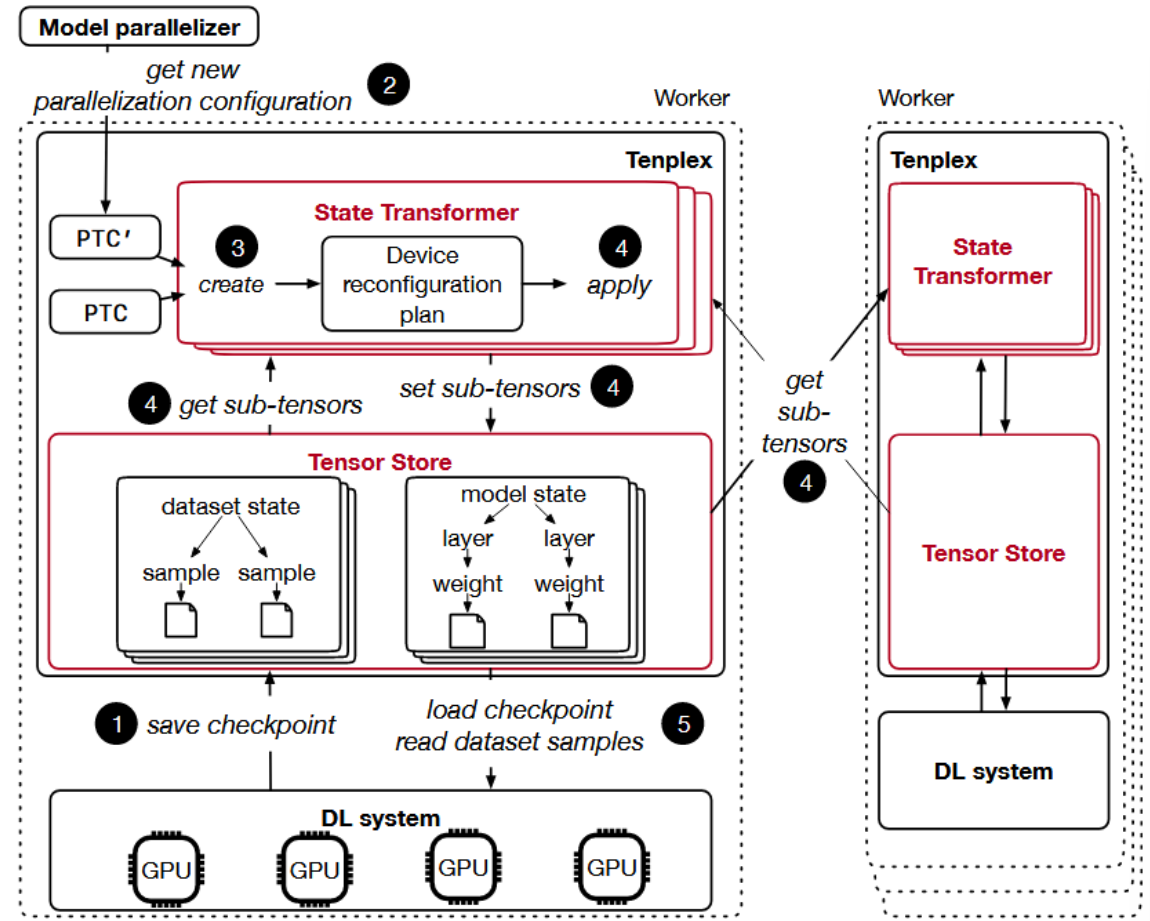 Model parallelizer
get new
parallelization configuration
2
Worker
Tenplex
PTC′
PTC
State Transformer
3
create
Device
reconfiguration
plan
4
apply
4
get sub-tensors
set sub-tensors
4
Tensor Store
dataset state
sample
sample
model state
layer
layer
weight
weight
1
save checkpoint
load checkpoint
read dataset samples
5
DL system
GPU
GPU
GPU
GPU
get
sub-
tensors
4
Worker
Tenplex
State
Transformer
Tensor Store
DL system